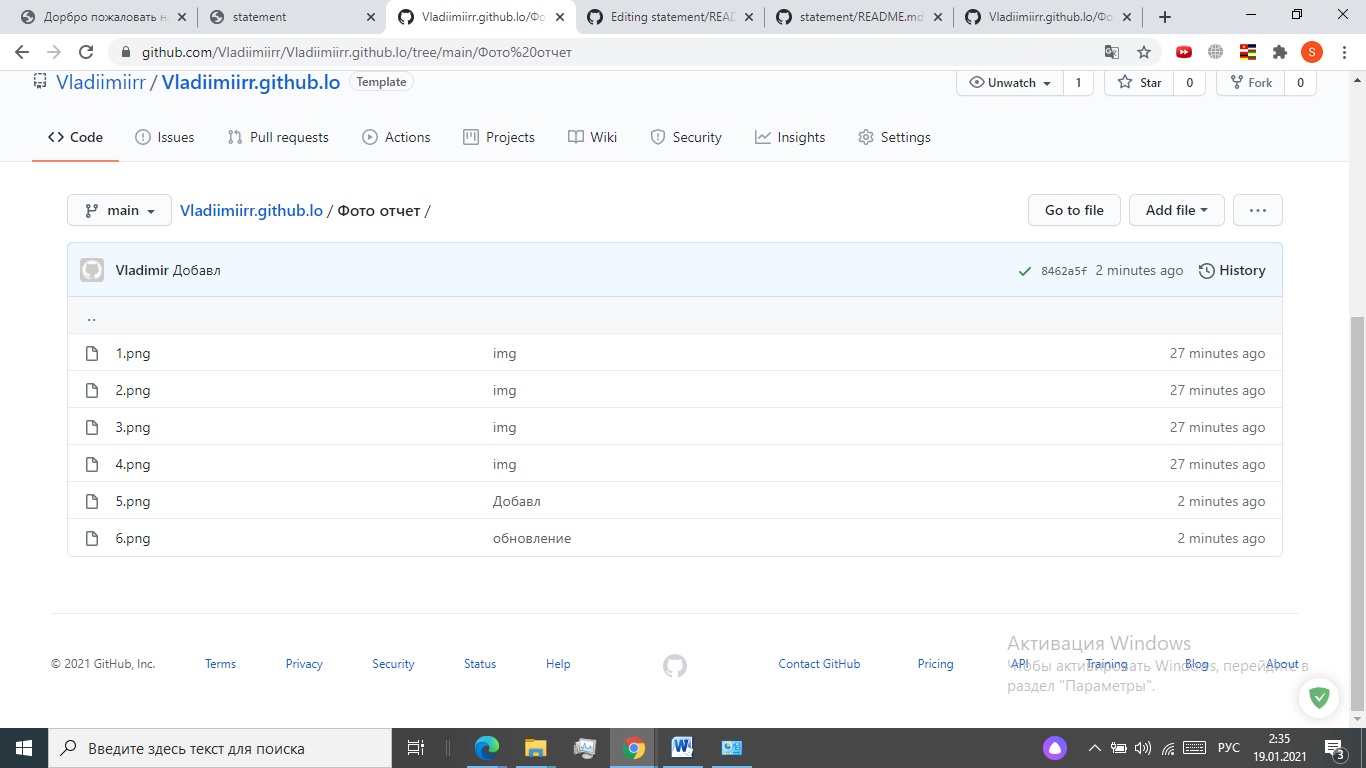 Дорбро пожаловать на
statement
Vladiimiirr.github.lo/Фо
Editing statement/READ
statement/README.md
Vladiimiirr.github.lo/Фо
github.com/Vladiimiirr/Vladiimiirr.github.lo/tree/main/Фото%20отчет
S
Vladiimiirr / Vladiimiirr.github.lo Template
Unwatch 1 Star 0 Fork 0
Code Issues Pull requests Actions Projects Wiki Security Insights Settings
main Vladiimiirr.github.lo / Фото отчет /
Go to file Add file ...
Vladimir Добавл 8462a5f 2 minutes ago History
..
1.png img 27 minutes ago
2.png img 27 minutes ago
3.png img 27 minutes ago
4.png img 27 minutes ago
5.png Добавл 2 minutes ago
6.png обновление 2 minutes ago
© 2021 GitHub, Inc. Terms Privacy Security Status Help Contact GitHub Pricing API Training Blog About
Активация Windows
Чтобы активировать Windows, перейдите в
раздел "Параметры".
Введите здесь текст для поиска
W
РУС
2:35
19.01.2021
3